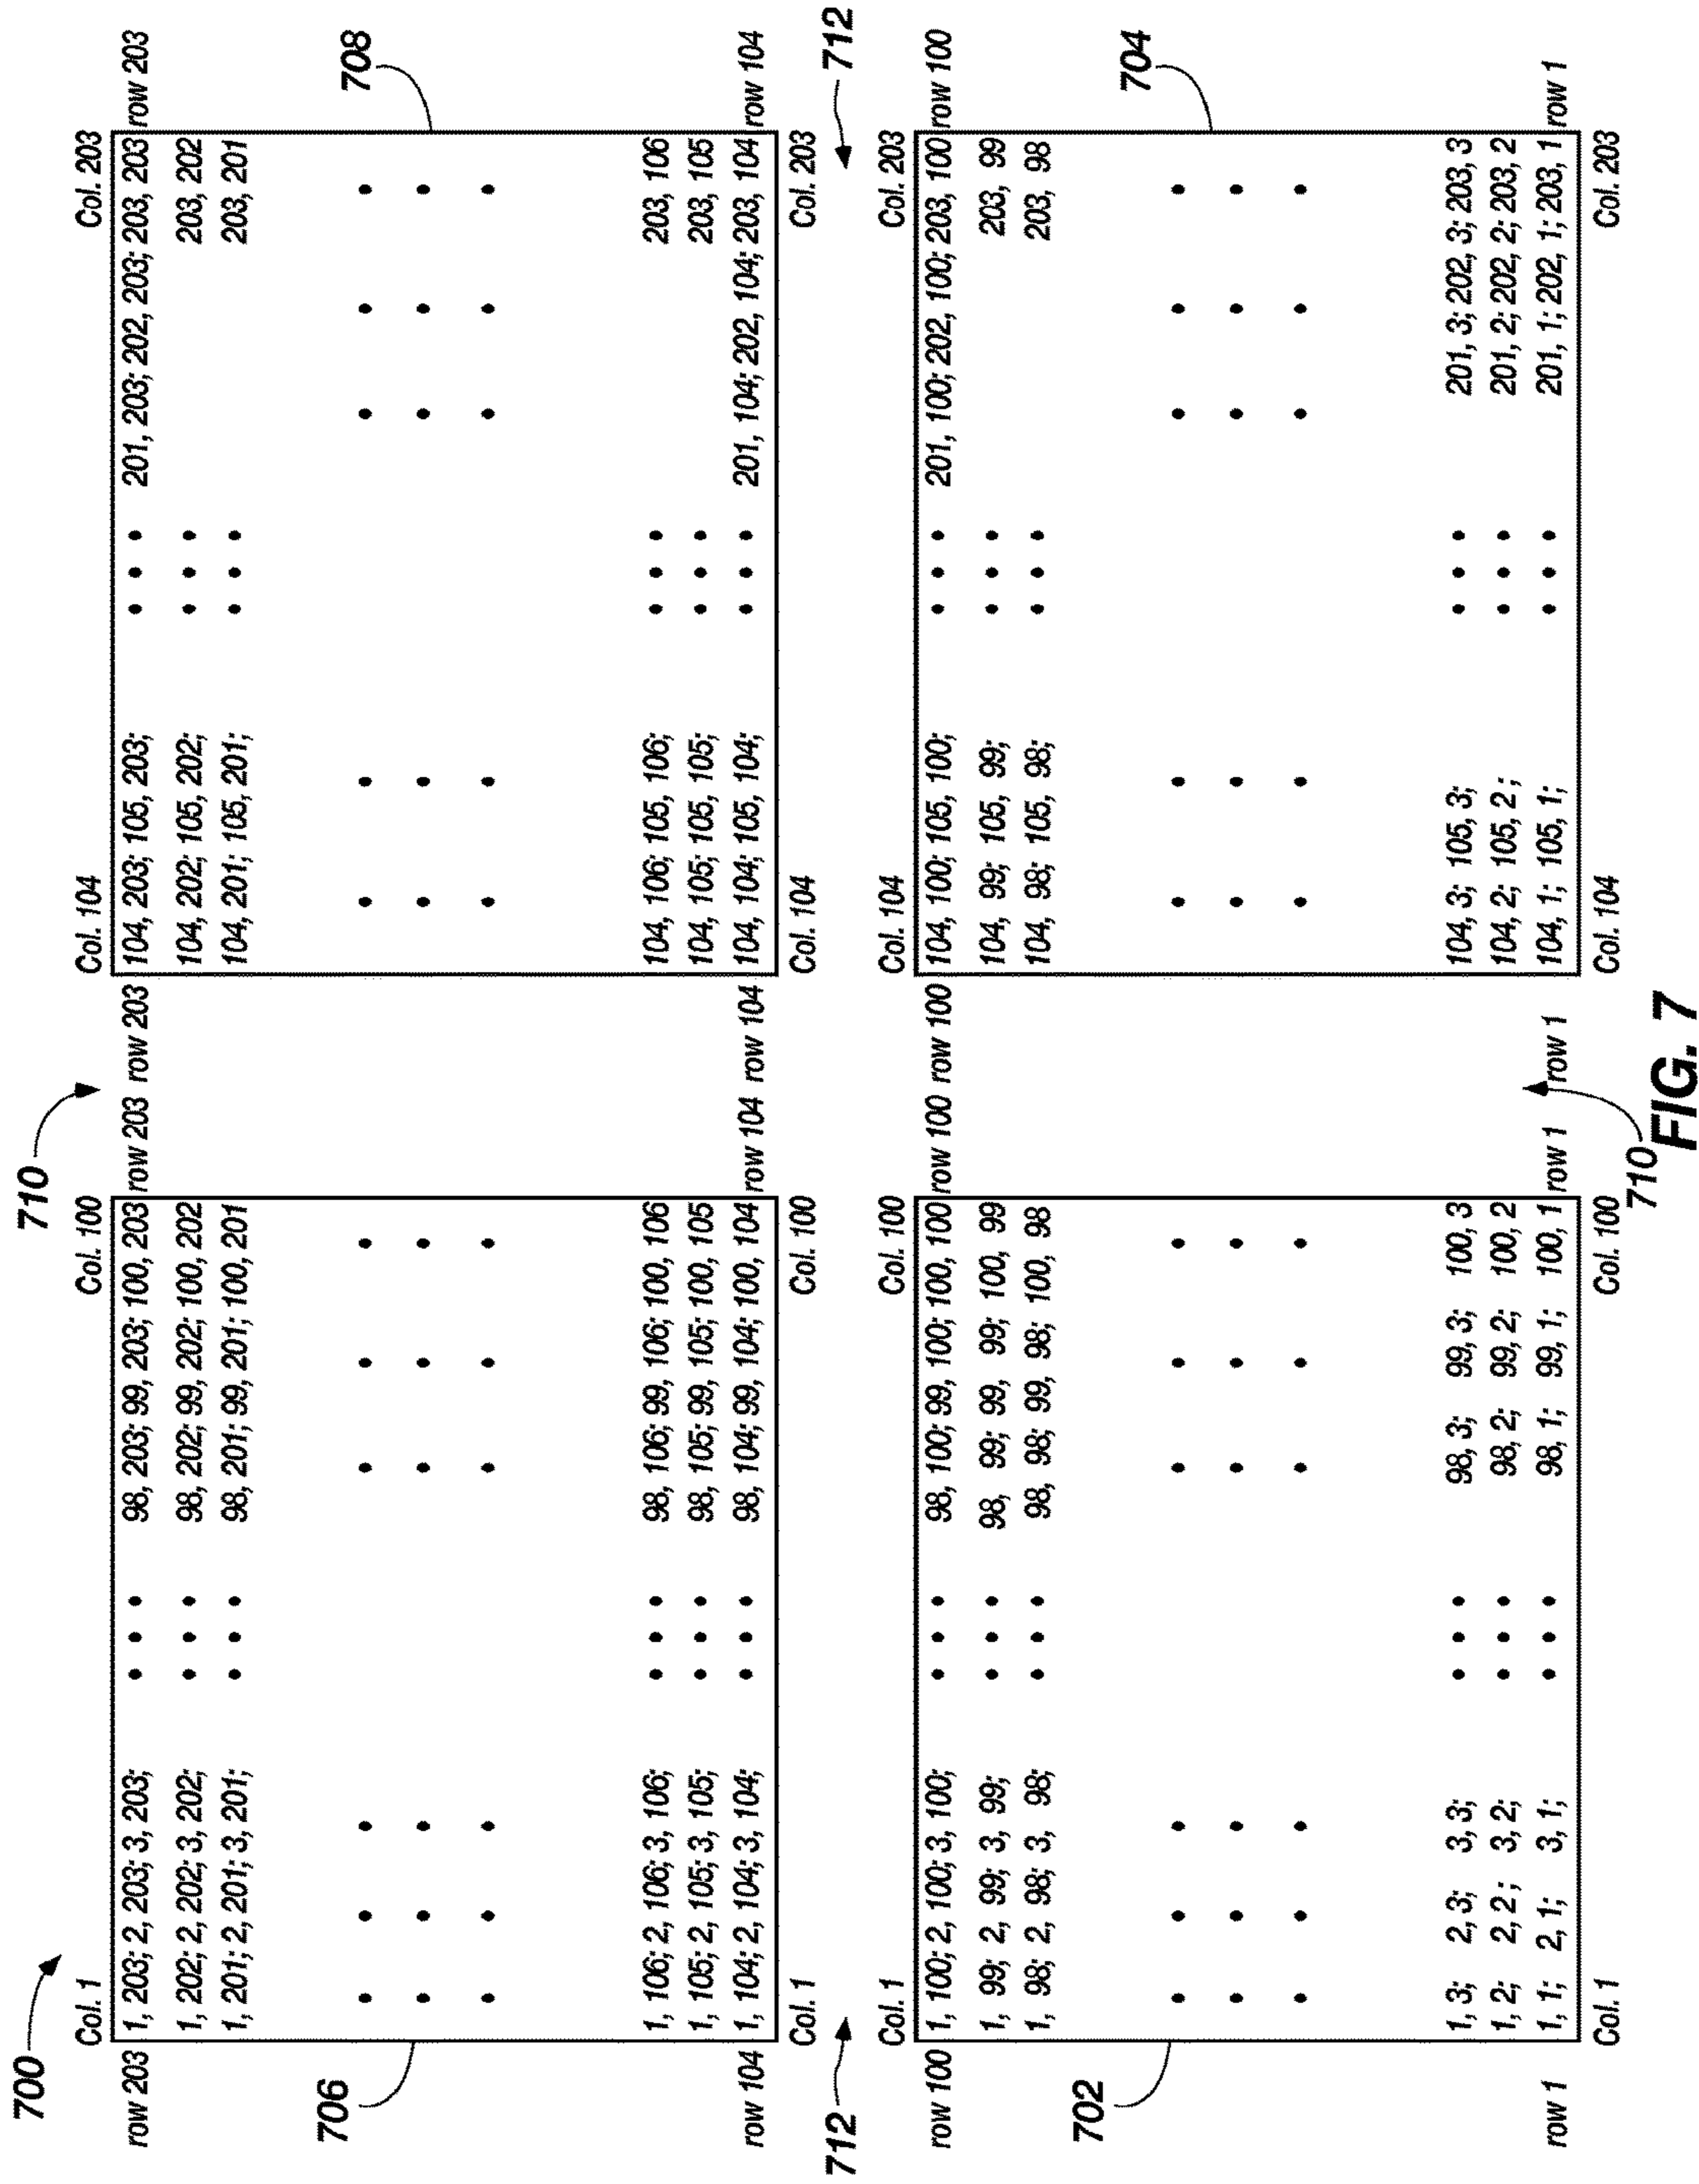 700
710
Col. 1 Col. 100 Col. 104 Col. 203
row 203 1, 203; 2, 203; 3, 203; 98, 203; 99, 203; 100, 203 row 203 row 203 104, 203; 105, 203; 201, 203; 202, 203; 203, 203 row 203
1, 202; 2, 202; 3, 202; 98, 202; 99, 202; 100, 202 104, 202; 105, 202; 203, 202
1, 201; 2, 201; 3, 201; 98, 201; 99, 201; 100, 201 104, 201; 105, 201; 203, 201
706 708
1, 106; 2, 106; 3, 106; 98, 106; 99, 106; 100, 106 104, 106; 105, 106; 203, 106
1, 105; 2, 105; 3, 105; 98, 105; 99, 105; 100, 105 104, 105; 105, 105; 203, 105
row 104 1, 104; 2, 104; 3, 104; 98, 104; 99, 104; 100, 104 row 104 row 104 104, 104; 105, 104; 201, 104; 202, 104; 203, 104 row 104
Col. 1 Col. 100 Col. 104 Col. 203
712 712
Col. 1 Col. 100 Col. 104 Col. 203
row 100 1, 100; 2, 100; 3, 100; 98, 100; 99, 100; 100, 100 row 100 row 100 104, 100; 105, 100; 201, 100; 202, 100; 203, 100 row 100
1, 99; 2, 99; 3, 99; 98, 99; 99, 99; 100, 99 104, 99; 105, 99; 203, 99
1, 98; 2, 98; 3, 98; 98, 98; 99, 98; 100, 98 104, 98; 105, 98; 203, 98
702 704
1, 3; 2, 3; 3, 3; 98, 3; 99, 3; 100, 3 104, 3; 105, 3; 201, 3; 202, 3; 203, 3
1, 2; 2, 2; 3, 2; 98, 2; 99, 2; 100, 2 104, 2; 105, 2; 201, 2; 202, 2; 203, 2
row 1 1, 1; 2, 1; 3, 1; 98, 1; 99, 1; 100, 1 row 1 row 1 104, 1; 105, 1; 201, 1; 202, 1; 203, 1 row 1
Col. 1 Col. 100 Col. 104 Col. 203
710
FIG. 7